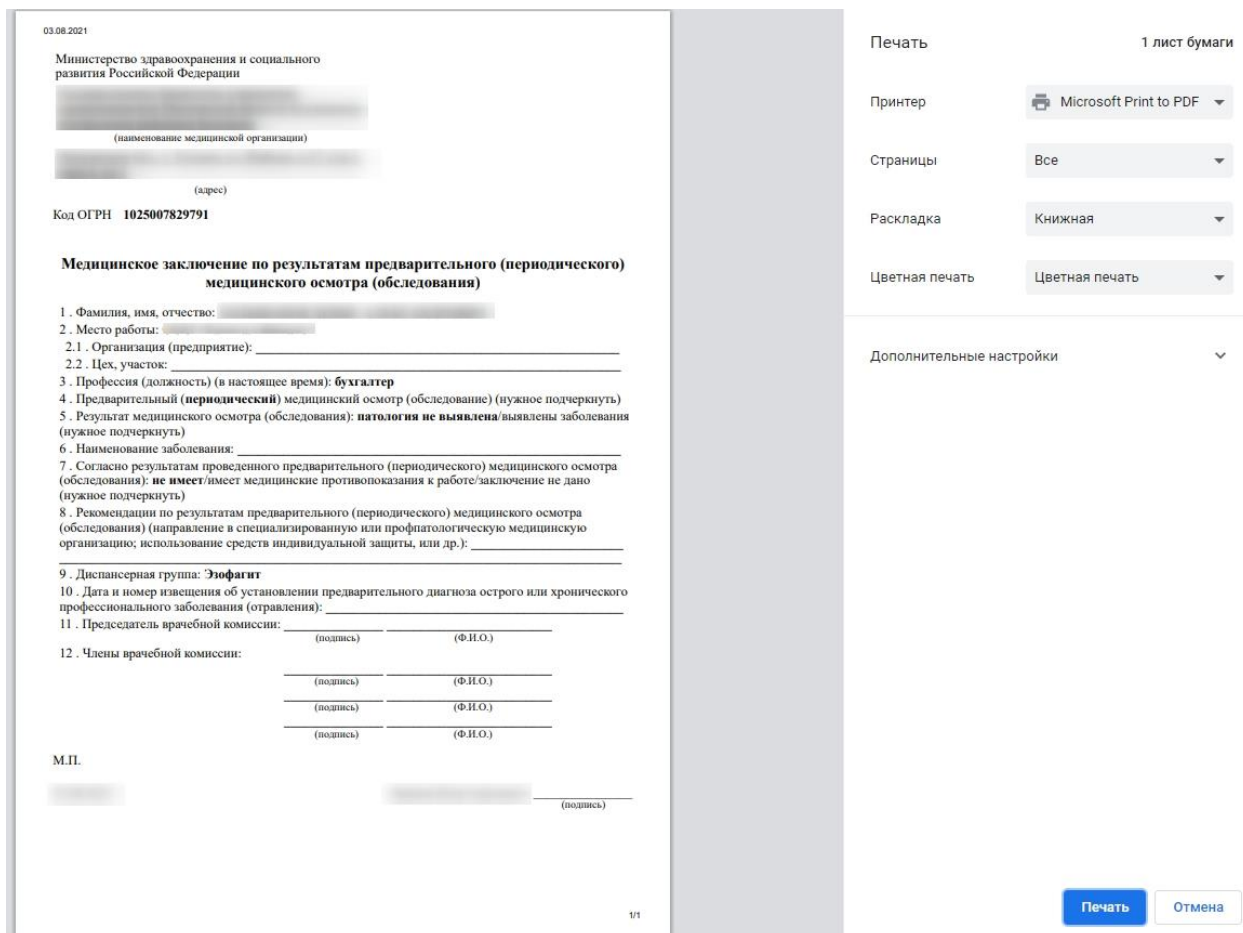 03.08.2021
Министерство здравоохранения и социального
развития Российской Федерации
(наименование медицинской организации)
(адрес)
Код ОГРН 1025007829791
Медицинское заключение по результатам предварительного (периодического)
медицинского осмотра (обследования)
1 . Фамилия, имя, отчество:
2 . Место работы:
2.1 . Организация (предприятие):
2.2 . Цех, участок:
3 . Профессия (должность) (в настоящее время): бухгалтер
4 . Предварительный (периодический) медицинский осмотр (обследование) (нужное подчеркнуть)
5 . Результат медицинского осмотра (обследования): патология не выявлена/выявлены заболевания
(нужное подчеркнуть)
6 . Наименование заболевания:
7 . Согласно результатам проведенного предварительного (периодического) медицинского осмотра
(обследования): не имеет/имеет медицинские противопоказания к работе/заключение не дано
(нужное подчеркнуть)
8 . Рекомендации по результатам предварительного (периодического) медицинского осмотра
(обследования) (направление в специализированную или профпатологическую медицинскую
организацию; использование средств индивидуальной защиты, или др.):
9 . Диспансерная группа: Эзофагит
10 . Дата и номер извещения об установлении предварительного диагноза острого или хронического
профессионального заболевания (отравления):
11 . Председатель врачебной комиссии:
(подпись) (Ф.И.О.)
12 . Члены врачебной комиссии:
(подпись) (Ф.И.О.)
(подпись) (Ф.И.О.)
(подпись) (Ф.И.О.)
М.П.
(подпись)
1/1
Печать 1 лист бумаги
Принтер Microsoft Print to PDF
Страницы Все
Раскладка Книжная
Цветная печать Цветная печать
Дополнительные настройки
Печать Отмена